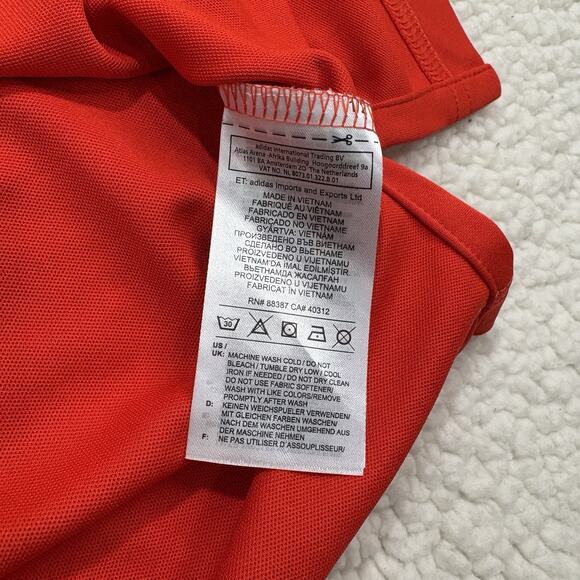 adidas International Trading BV
Atlas Arena -Afrika Building Hoogoorddreef 9a
1101 BA Amsterdam ZO The Netherlands
VAT NO. NL 8073.01.322.B.01
ET: adidas Imports and Exports Ltd
MADE IN VIETNAM
FABRIQUÉ AU VIÊTNAM
FABRICADO EN VIETNAM
FABRICADO NO VIETNAM
GYÁRTVA: VIETNÁM
ПРОИЗВЕДЕНО ВЪВ ВИЕТНАМ
СДЕЛАНО ВО ВЬЕТНАМЕ
PROIZVEDENO U VIJETNAMU
VİETNAM'DA İMAL EDİLMİŞTİR.
ВЬЕТНАМДА ЖАСАЛҒАН
PROIZVEDENO U VIJETNAMU
FABRICAT ÎN VIETNAM
RN# 88387 CA# 40312
30
US /
UK: MACHINE WASH COLD / DO NOT
BLEACH / TUMBLE DRY LOW / COOL
IRON IF NEEDED / DO NOT DRY CLEAN
DO NOT USE FABRIC SOFTENER/
WASH WITH LIKE COLORS/REMOVE
PROMPTLY AFTER WASH
D: KEINEN WEICHSPUELER VERWENDEN/
MIT GLEICHEN FARBEN WASCHEN/
NACH DEM WASCHEN UMGEHEND AUS
DER MASCHINE NEHMEN
F: NE PAS UTILISER D'ASSOUPLISSEUR/